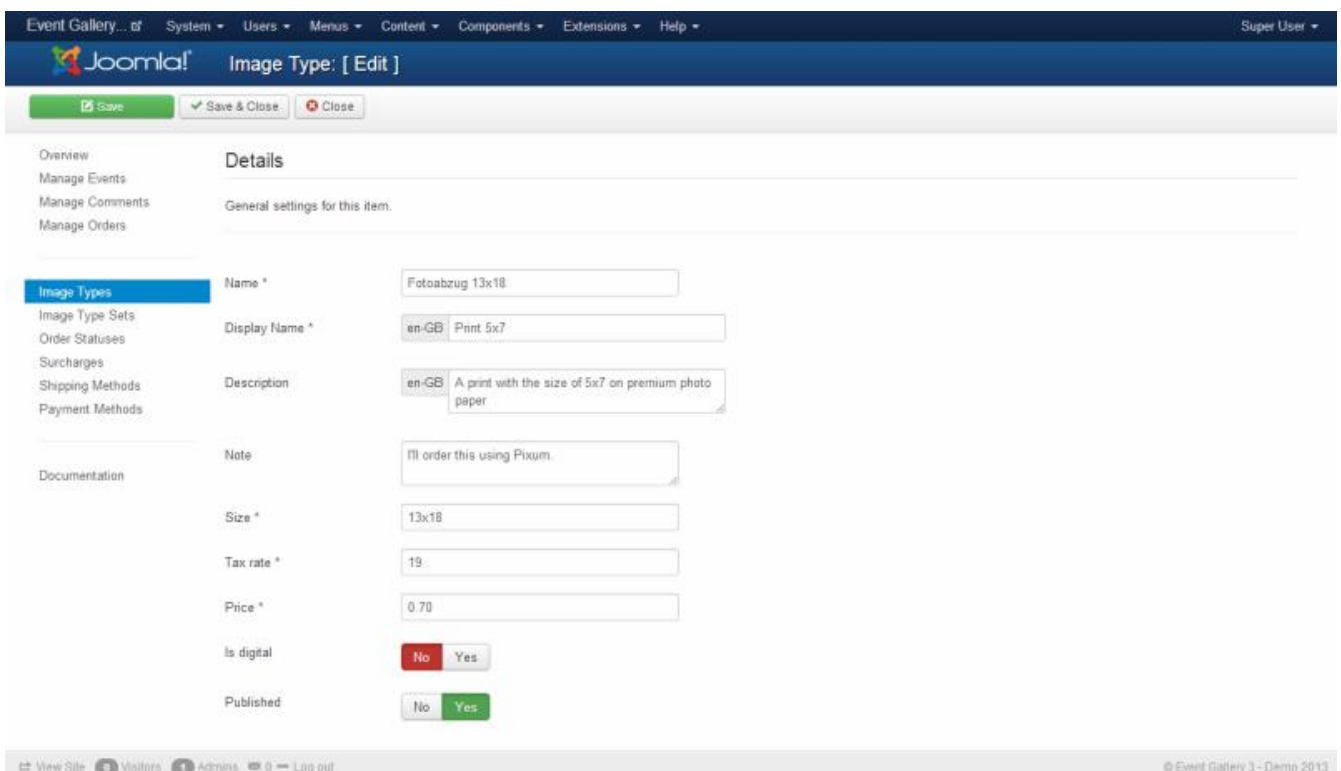 Event Gallery... System Users Menus Content Components Extensions Help Super User
Joomla! Image Type: [ Edit ]
Save Save & Close Close
Overview
Manage Events
Manage Comments
Manage Orders
Image Types
Image Type Sets
Order Statuses
Surcharges
Shipping Methods
Payment Methods
Documentation
Details
General settings for this item.
Name * Fotoabzug 13x18
Display Name * en-GB Print 5x7
Description en-GB A print with the size of 5x7 on premium photo
paper
Note I'll order this using Pixum.
Size * 13x18
Tax rate * 19
Price * 0.70
Is digital No Yes
Published No Yes
View Site Visitors 1 Admins 0 Log out © Event Gallery 3 - Demo 2013